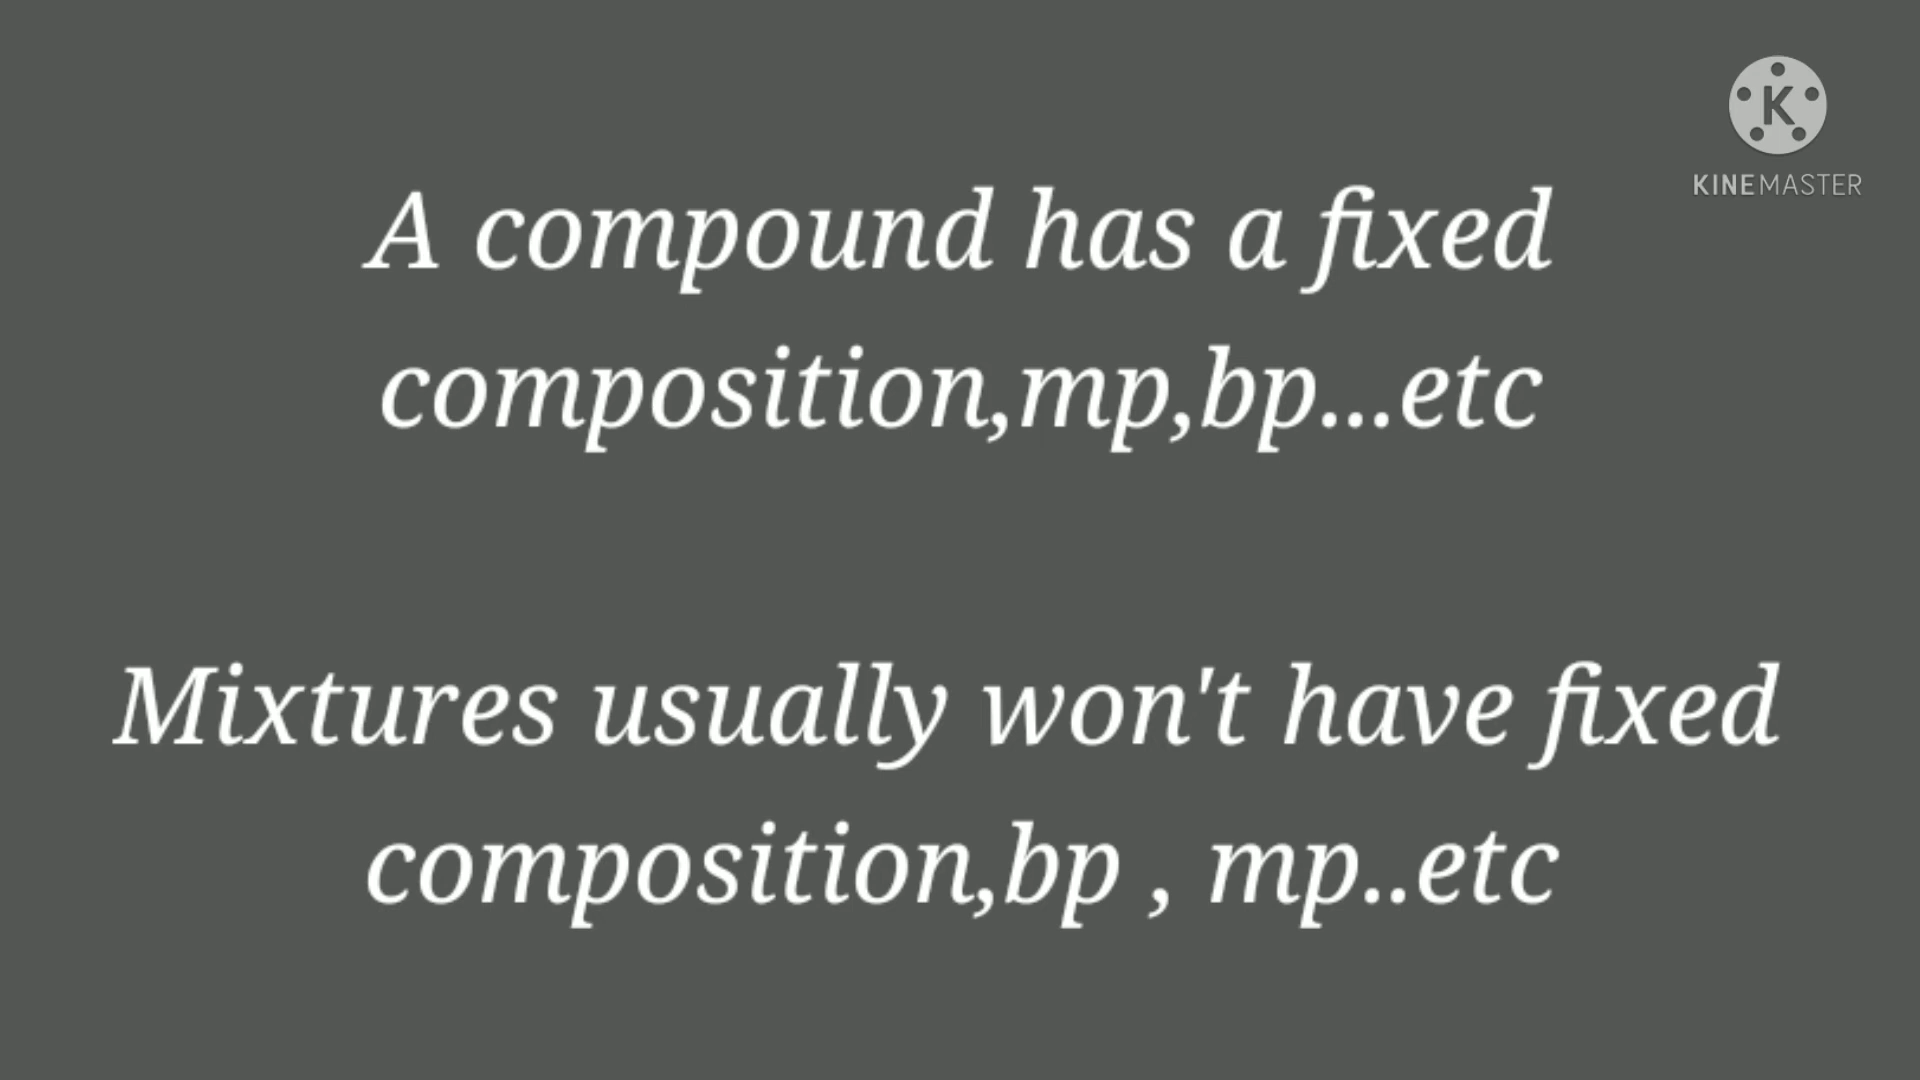 K
KINEMASTER
A compound has a fixed
composition,mp,bp...etc
Mixtures usually won't have fixed
composition,bp , mp..etc